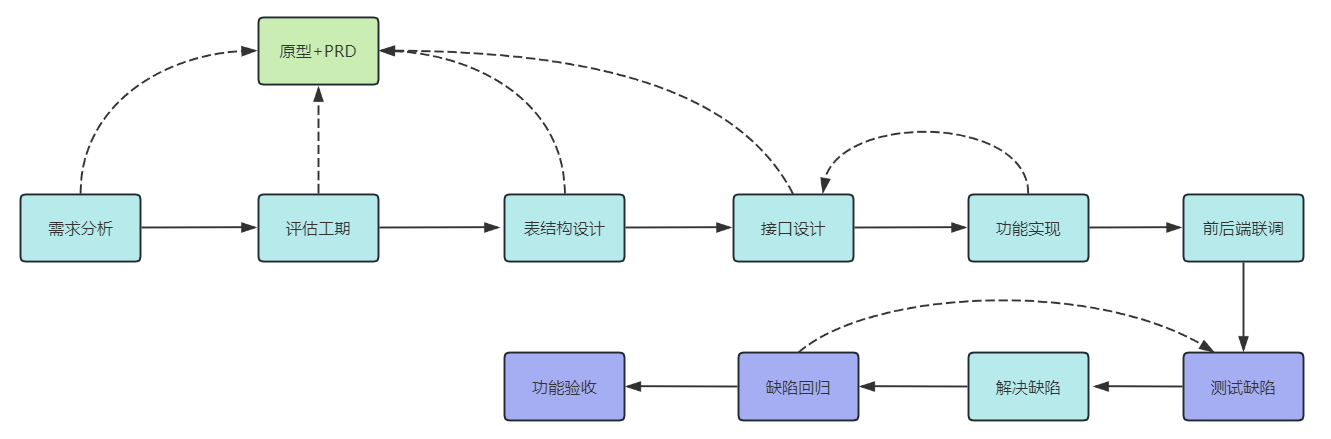 原型+PRD
需求分析
评估工期
表结构设计
接口设计
功能实现
前后端联调
功能验收
缺陷回归
解决缺陷
测试缺陷